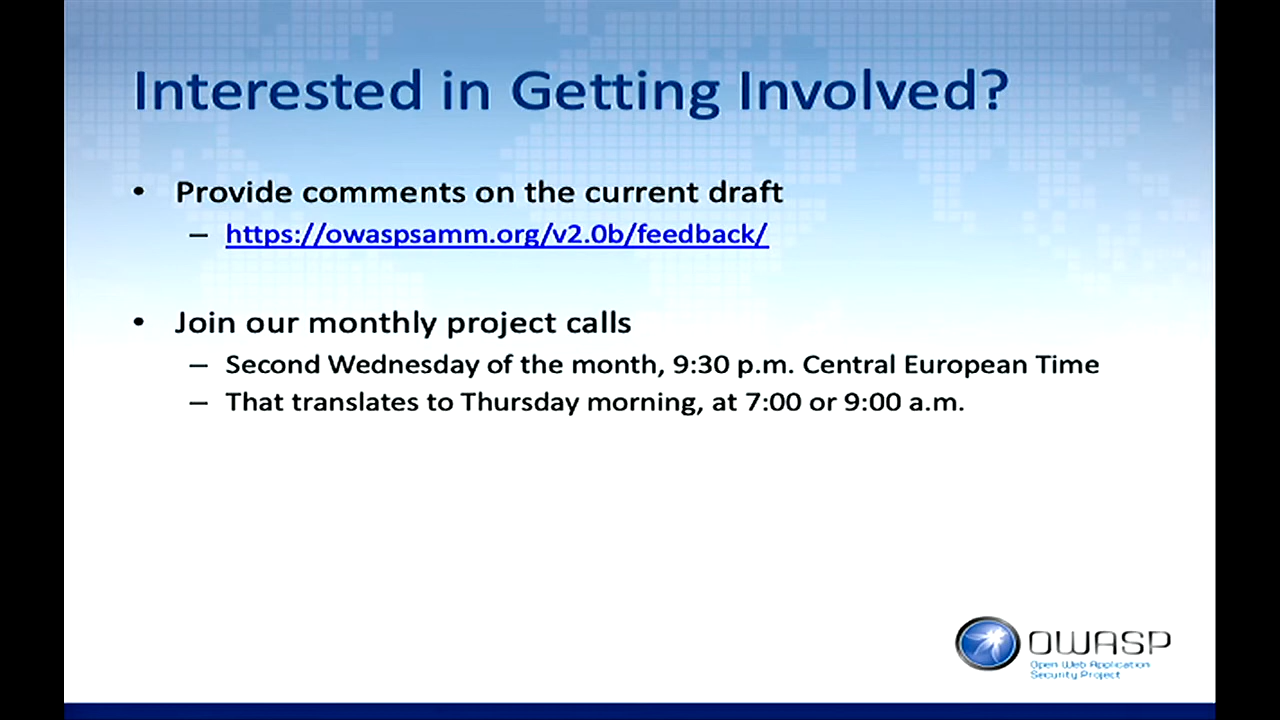 Interested in Getting Involved?
• Provide comments on the current draft
– https://owaspsamm.org/v2.0b/feedback/
• Join our monthly project calls
– Second Wednesday of the month, 9:30 p.m. Central European Time
– That translates to Thursday morning, at 7:00 or 9:00 a.m.
OWASP
Open Web Application
Security Project